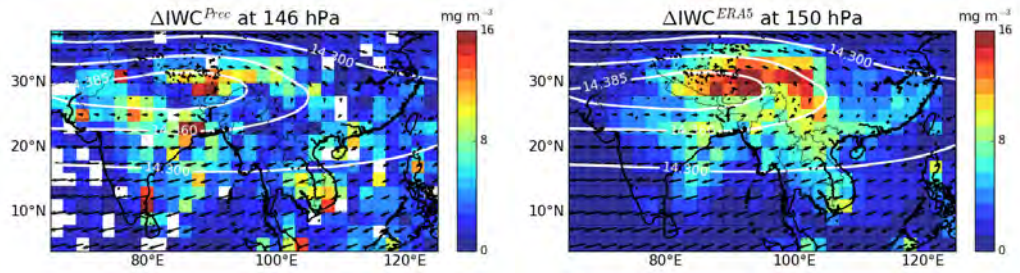 ΔIWC^Prec at 146 hPa
mg m⁻³
16
8
0
30°N
20°N
10°N
80°E
100°E
120°E
14.300
14.385
14.300
ΔIWC^ERA5 at 150 hPa
mg m⁻³
16
8
0
30°N
20°N
10°N
80°E
100°E
120°E
14.300
14.385
14.300